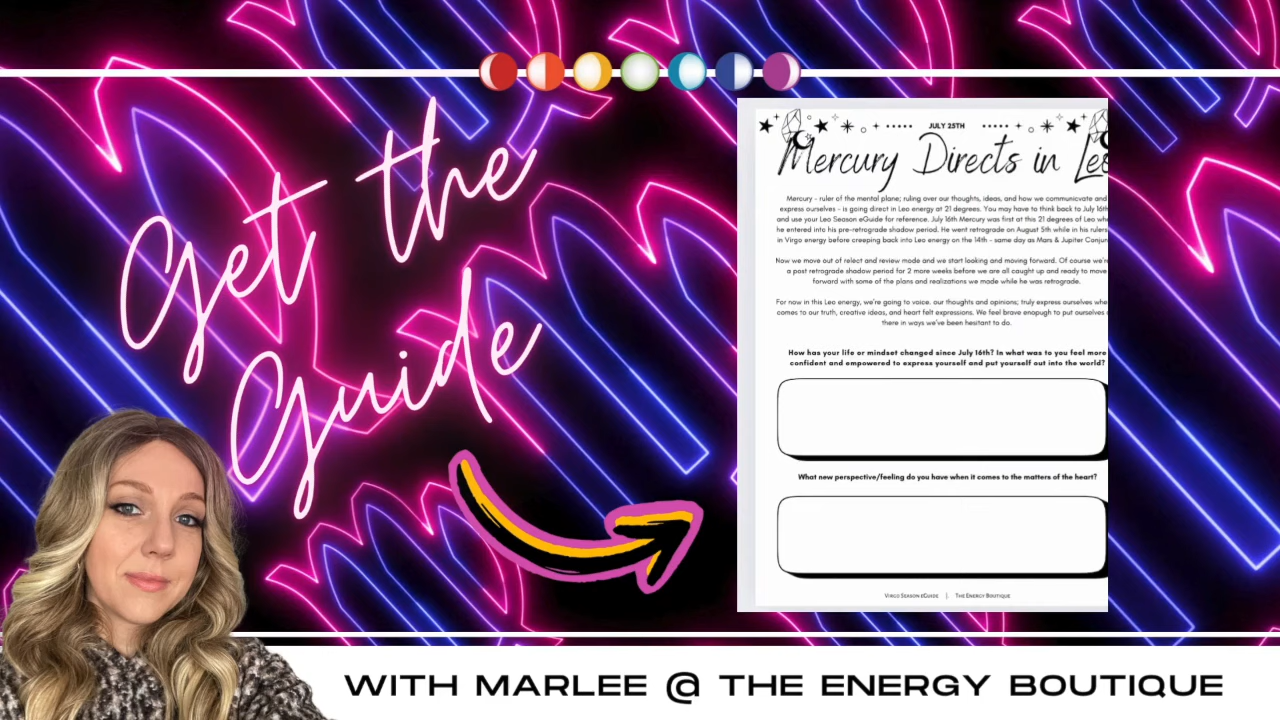 Get the
Guide
JULY 25TH
Mercury Directs in Leo
Mercury - ruler of the mental plane; ruling over our thoughts, ideas, and how we communicate and
express ourselves - is going direct in Leo energy at 21 degrees. You may have to think back to July 16th
and use your Leo Season eGuide for reference. July 16th Mercury was first at this 21 degrees of Leo
he entered into his pre-retrograde shadow period. He went retrograde on August 5th while in his rulers
in Virgo energy before creeping back into Leo energy on the 14th - same day as Mars & Jupiter
Now we move out of relect and review mode and we start looking and moving forward. Of course
a post retrograde shadow period for 2 more weeks before we are all caught up and ready to move
forward with some of the plans and realizations we made while he was retrograde.
For now in this Leo energy, we're going to voice. our thoughts and opinions; truly express ourselves
comes to our truth, creative ideas, and heart felt expressions. We feel brave enopugh to put ourselves
there in ways we've been hesitant to do.
How has your life or mindset changed since July 16th? In what was to you feel more
confident and empowered to express yourself and put yourself out into the world?
What new perspective/feeling do you have when it comes to the matters of the heart?
VIRGO SEASON EGUIDE | THE ENERGY BOUTIQUE
WITH MARLEE @ THE ENERGY BOUTIQUE